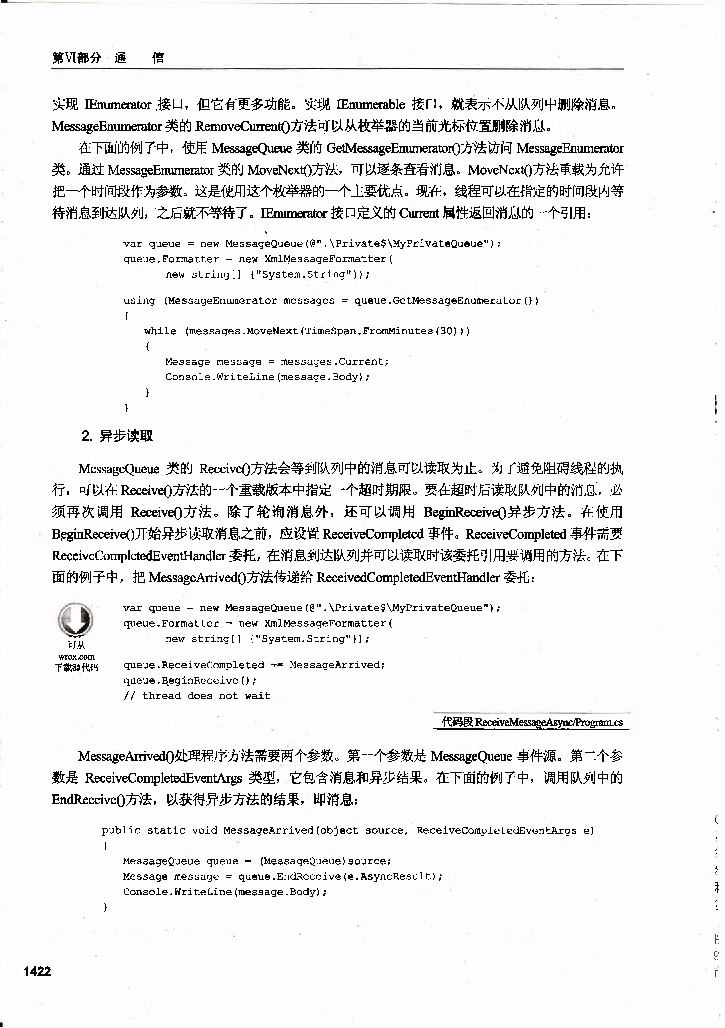 第Ⅵ部分 通 信
实现 IEnumerator 接口，但它有更多功能。实现 IEnumerable 接口，就表示不从队列中删除消息。
MessageEnumerator 类的 RemoveCurrent()方法可以从枚举器的当前光标位置删除消息。
在下面的例子中，使用 MessageQueue 类的 GetMessageEnumerator()方法访问 MessageEnumerator
类。通过 MessageEnumerator 类的 MoveNext()方法，可以逐条查看消息。MoveNext()方法重载为允许
把一个时间段作为参数。这是使用这个枚举器的一个主要优点。现在，线程可以在指定的时间段内等
待消息到达队列，之后就不等待了。IEnumerator 接口定义的 Current 属性返回消息的一个引用：
var queue = new MessageQueue(@".\Private$\MyPrivateQueue");
queue.Formatter = new XmlMessageFormatter(
new string[] {"System.String"));
using (MessageEnumerator messages = queue.GetMessageEnumerator())
{
while (messages.MoveNext(TimeSpan.FromMinutes(30)))
{
Message message = messages.Current;
Console.WriteLine(message.Body);
}
}
2. 异步读取
MessageQueue 类的 Receive()方法会等到队列中的消息可以读取为止。为了避免阻碍线程的执
行，可以在 Receive()方法的一个重载版本中指定一个超时期限。要在超时后读取队列中的消息，必
须再次调用 Receive()方法。除了轮询消息外，还可以调用 BeginReceive()异步方法。在使用
BeginReceive()开始异步读取消息之前，应设置 ReceiveCompleted 事件。ReceiveCompleted 事件需要
ReceiveCompletedEventHandler 委托，在消息到达队列并可以读取时该委托引用要调用的方法。在下
面的例子中，把 MessageArrived()方法传递给 ReceivedCompletedEventHandler 委托：
var queue = new MessageQueue(@".\Private$\MyPrivateQueue");
queue.Formatter = new XmlMessageFormatter(
new string[] {"System.String"});
可从
wrox.com
下载源代码
queue.ReceiveCompleted += MessageArrived;
queue.BeginReceive();
// thread does not wait
代码段 ReceiveMessageAsync/Program.cs
MessageArrived()处理程序方法需要两个参数。第一个参数是 MessageQueue 事件源。第二个参
数是 ReceiveCompletedEventArgs 类型，它包含消息和异步结果。在下面的例子中，调用队列中的
EndReceive()方法，以获得异步方法的结果，即消息：
public static void MessageArrived(object source, ReceiveCompletedEventArgs e)
{
MessageQueue queue = (MessageQueue)source;
Message message = queue.EndReceive(e.AsyncResult);
Console.WriteLine(message.Body);
}
1422